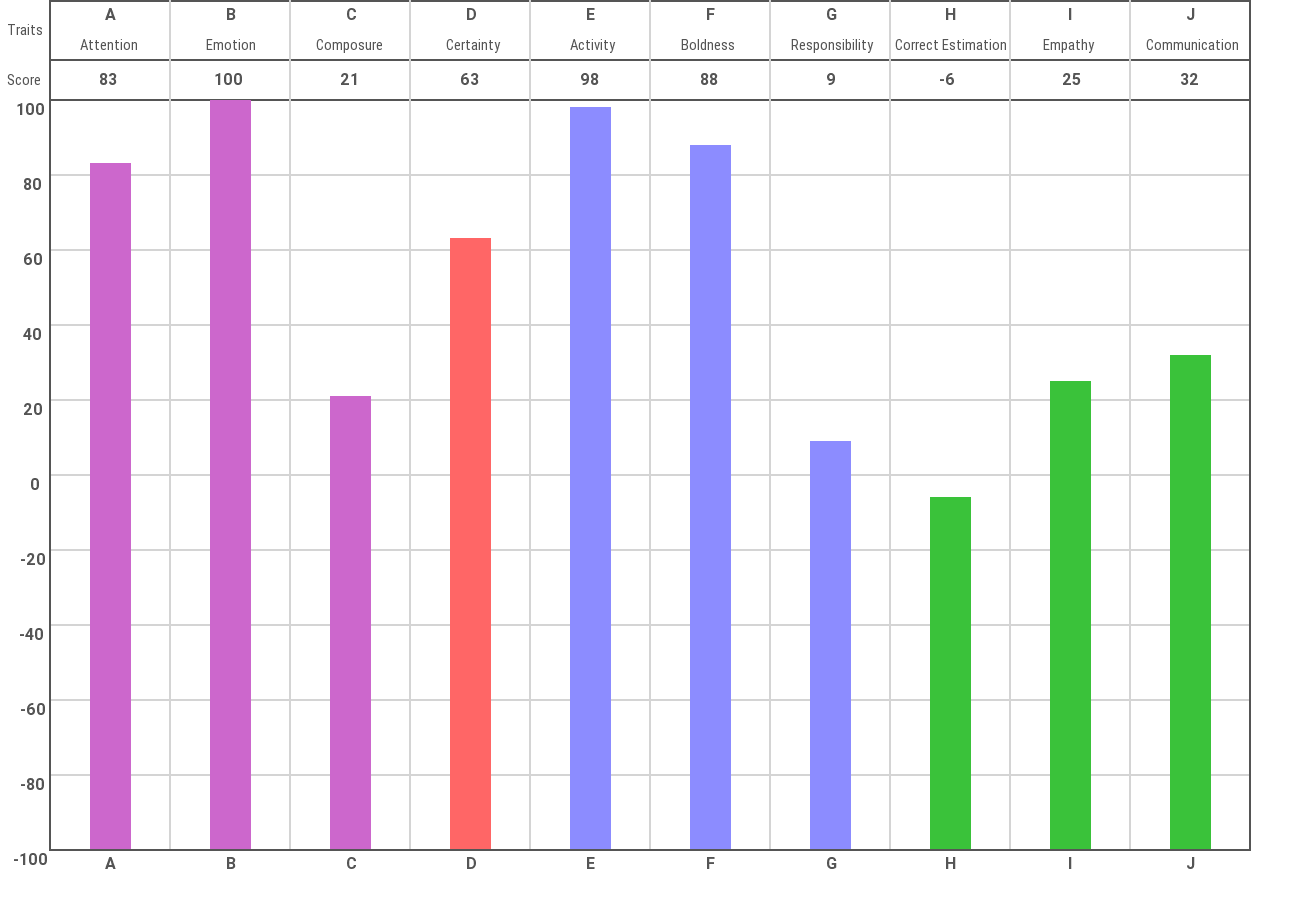 A B C D E F G H I J
Traits
Attention Emotion Composure Certainty Activity Boldness Responsibility Correct Estimation Empathy Communication
Score 83 100 21 63 98 88 9 -6 25 32
100
80
60
40
20
0
-20
-40
-60
-80
-100
A B C D E F G H I J